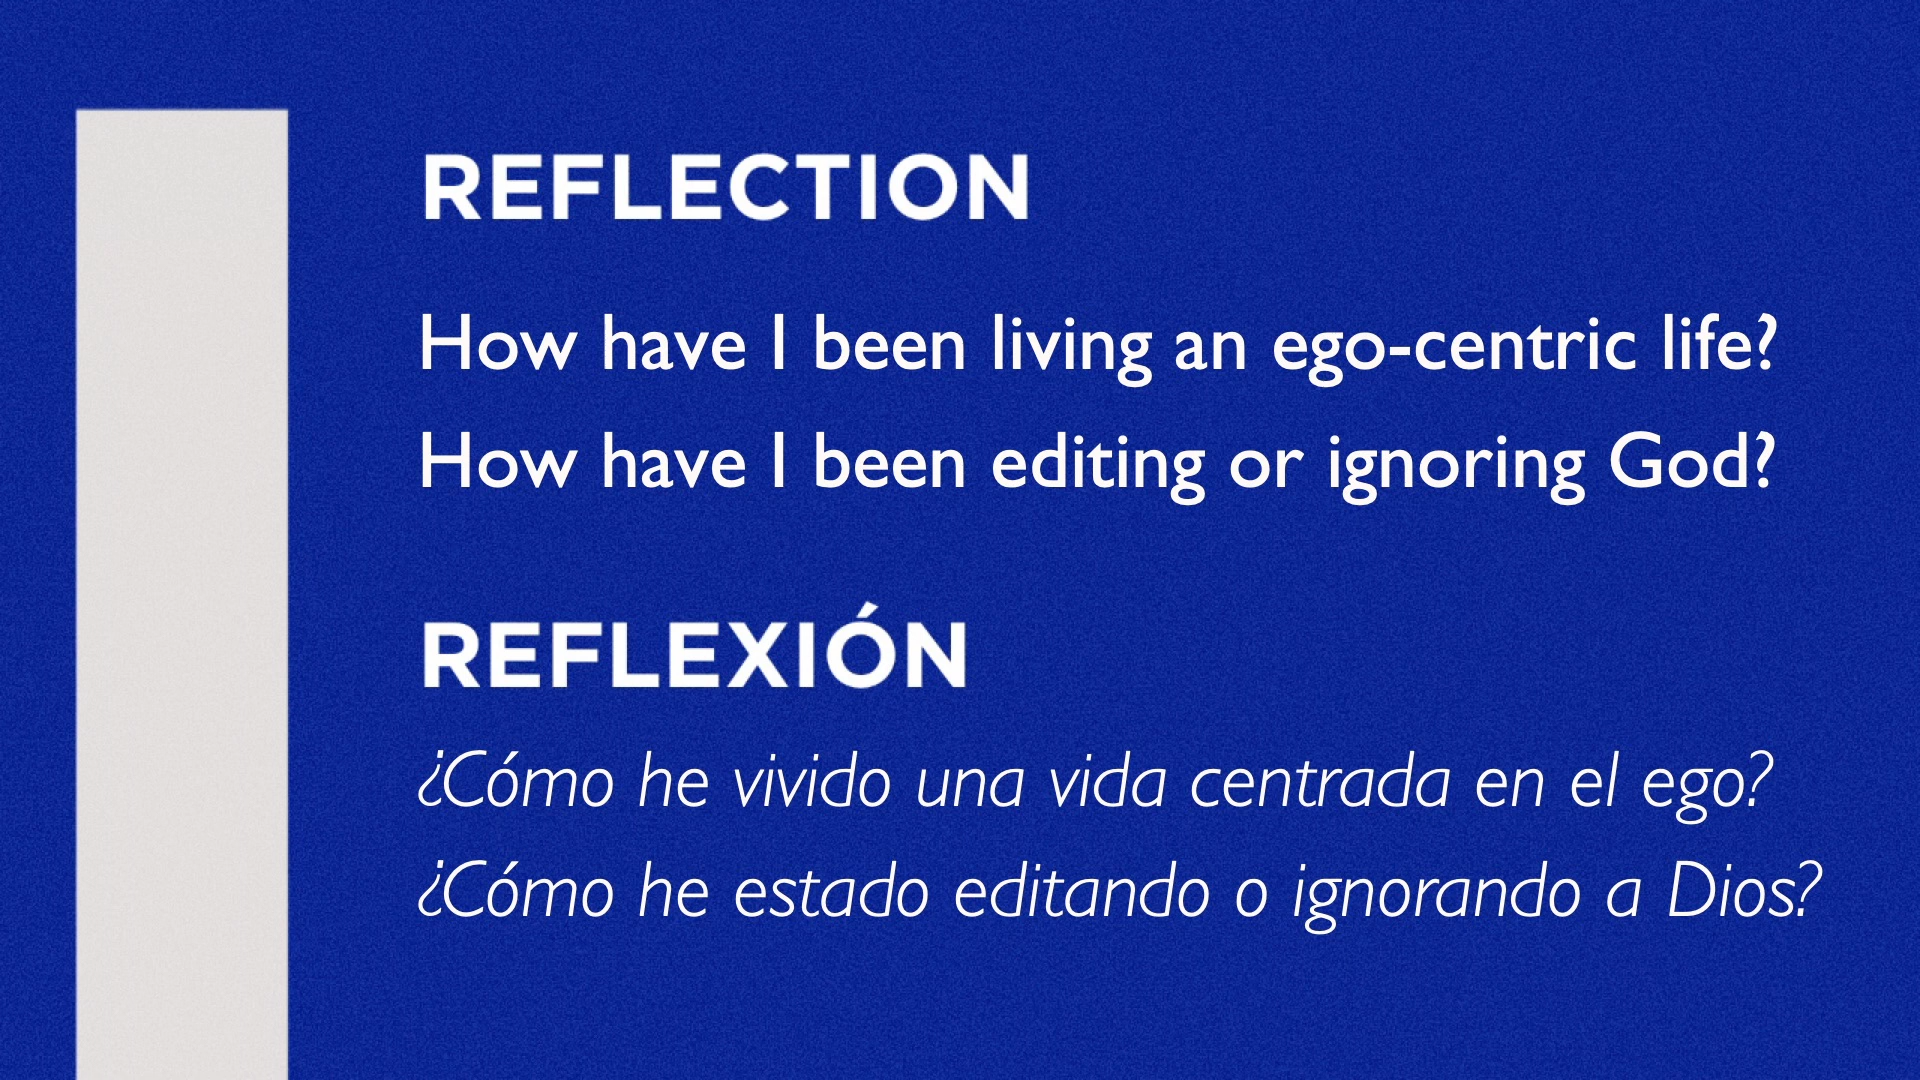 REFLECTION
How have I been living an ego-centric life?
How have I been editing or ignoring God?
REFLEXIÓN
¿Cómo he vivido una vida centrada en el ego?
¿Cómo he estado editando o ignorando a Dios?